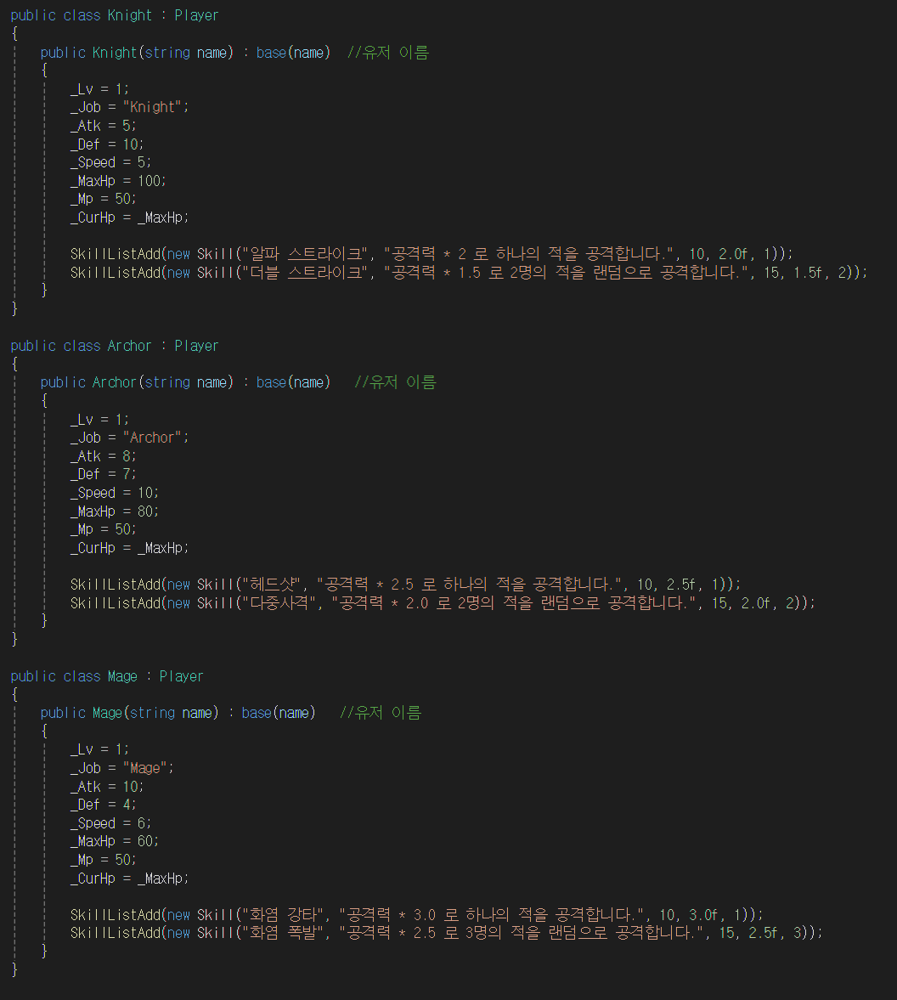 public class Knight : Player
{
public Knight(string name) : base(name)  //유저 이름
{
_Lv = 1;
_Job = "Knight";
_Atk = 5;
_Def = 10;
_Speed = 5;
_MaxHp = 100;
_Mp = 50;
_CurHp = _MaxHp;
SkillListAdd(new Skill("알파 스트라이크", "공격력 * 2 로 하나의 적을 공격합니다.", 10, 2.0f, 1));
SkillListAdd(new Skill("더블 스트라이크", "공격력 * 1.5 로 2명의 적을 랜덤으로 공격합니다.", 15, 1.5f, 2));
}
}
public class Archor : Player
{
public Archor(string name) : base(name)   //유저 이름
{
_Lv = 1;
_Job = "Archor";
_Atk = 8;
_Def = 7;
_Speed = 10;
_MaxHp = 80;
_Mp = 50;
_CurHp = _MaxHp;
SkillListAdd(new Skill("헤드샷", "공격력 * 2.5 로 하나의 적을 공격합니다.", 10, 2.5f, 1));
SkillListAdd(new Skill("다중사격", "공격력 * 2.0 로 2명의 적을 랜덤으로 공격합니다.", 15, 2.0f, 2));
}
}
public class Mage : Player
{
public Mage(string name) : base(name)   //유저 이름
{
_Lv = 1;
_Job = "Mage";
_Atk = 10;
_Def = 4;
_Speed = 6;
_MaxHp = 60;
_Mp = 50;
_CurHp = _MaxHp;
SkillListAdd(new Skill("화염 강타", "공격력 * 3.0 로 하나의 적을 공격합니다.", 10, 3.0f, 1));
SkillListAdd(new Skill("화염 폭발", "공격력 * 2.5 로 3명의 적을 랜덤으로 공격합니다.", 15, 2.5f, 3));
}
}